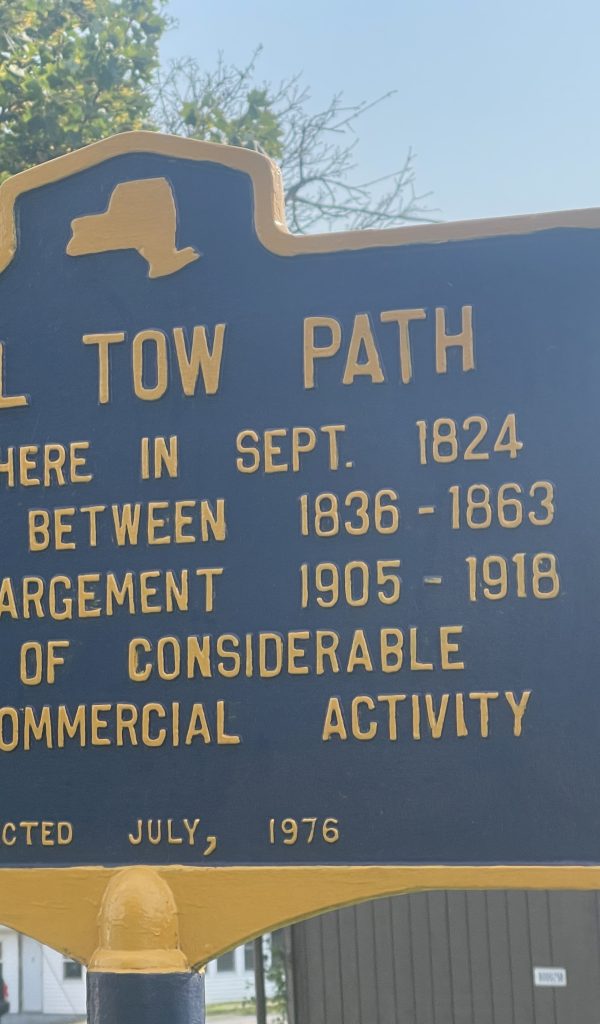 L TOW PATH
HERE IN SEPT. 1824
BETWEEN 1836 - 1863
ARGEMENT 1905 - 1918
OF CONSIDERABLE
OMMERCIAL ACTIVITY
CTED JULY, 1976